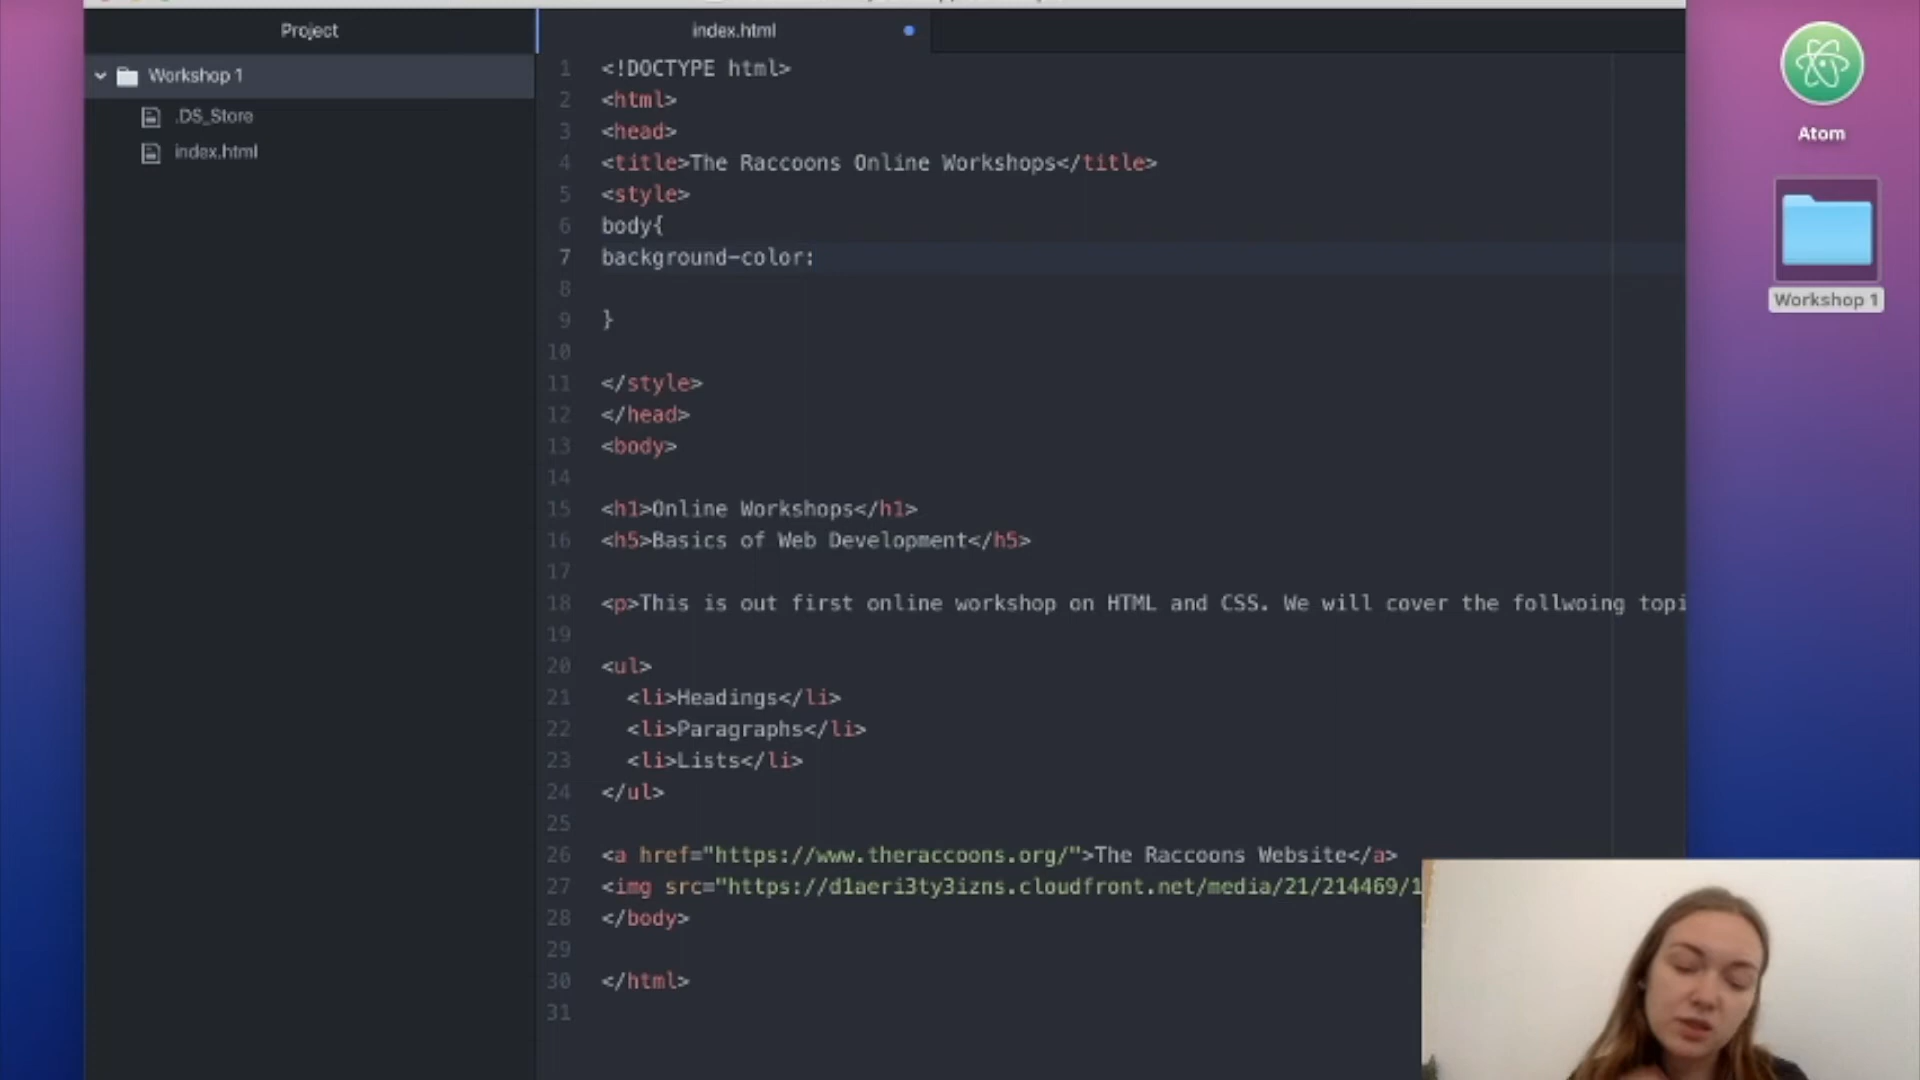 Project
index.html
Workshop 1
.DS_Store
index.html
1 <!DOCTYPE html>
2 <html>
3 <head>
4 <title>The Raccoons Online Workshops</title>
5 <style>
6 body{
7 background-color:
8
9 }
10
11 </style>
12 </head>
13 <body>
14
15 <h1>Online Workshops</h1>
16 <h5>Basics of Web Development</h5>
17
18 <p>This is out first online workshop on HTML and CSS. We will cover the follwoing topi
19
20 <ul>
21 <li>Headings</li>
22 <li>Paragraphs</li>
23 <li>Lists</li>
24 </ul>
25
26 <a href="https://www.theraccoons.org/">The Raccoons Website</a>
27 <img src="https://d1aeri3ty3izns.cloudfront.net/media/21/214469/1
28 </body>
29
30 </html>
31
Atom
Workshop 1